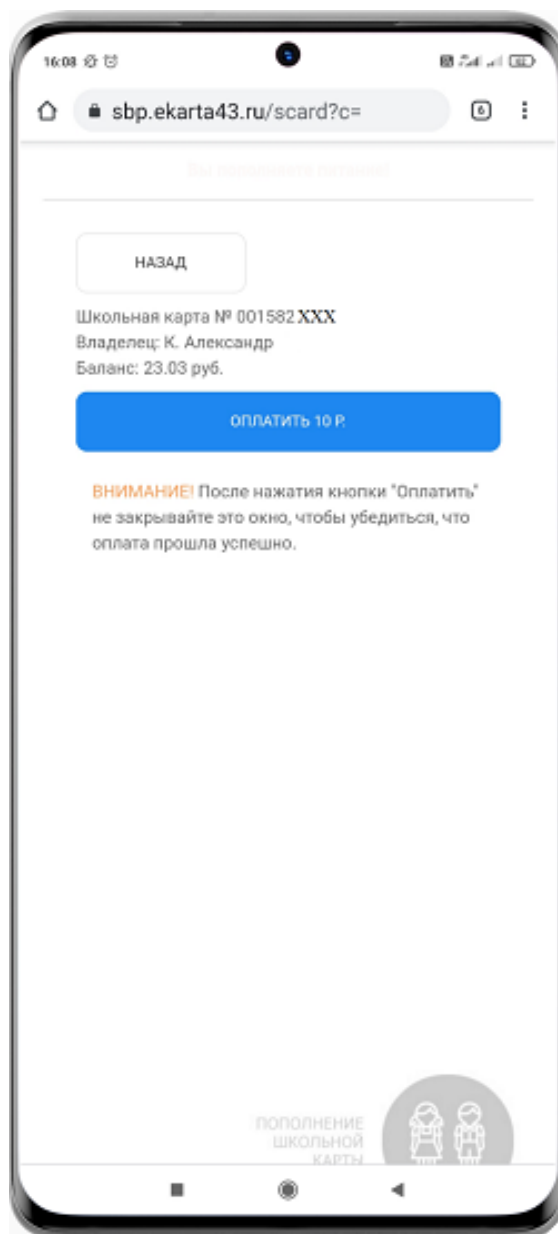 16:08
sbp.ekarta43.ru/scard?c=
6
НАЗАД
Школьная карта № 001582XXX
Владелец: К. Александр
Баланс: 23.03 руб.
ОПЛАТИТЬ 10 Р.
ВНИМАНИЕ! После нажатия кнопки "Оплатить"
не закрывайте это окно, чтобы убедиться, что
оплата прошла успешно.
ПОПОЛНЕНИЕ
ШКОЛЬНОЙ
КАРТЫ